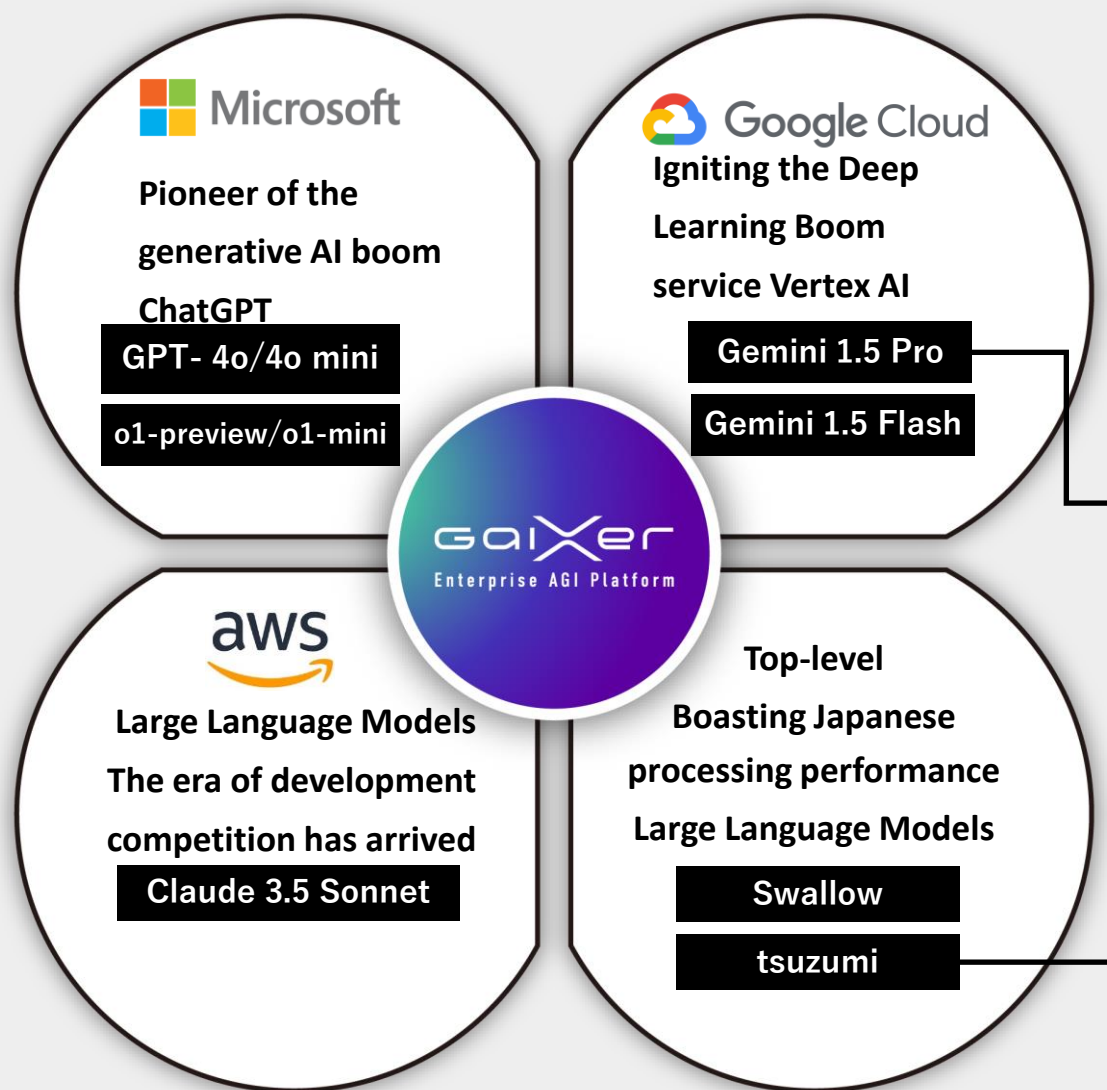 Microsoft
Pioneer of the
generative AI boom
ChatGPT
GPT- 4o/4o mini
o1-preview/o1-mini
Google Cloud
Igniting the Deep
Learning Boom
service Vertex AI
Gemini 1.5 Pro
Gemini 1.5 Flash
GaiXer
Enterprise AGI Platform
aws
Large Language Models
The era of development
competition has arrived
Claude 3.5 Sonnet
Top-level
Boasting Japanese
processing performance
Large Language Models
Swallow
tsuzumi